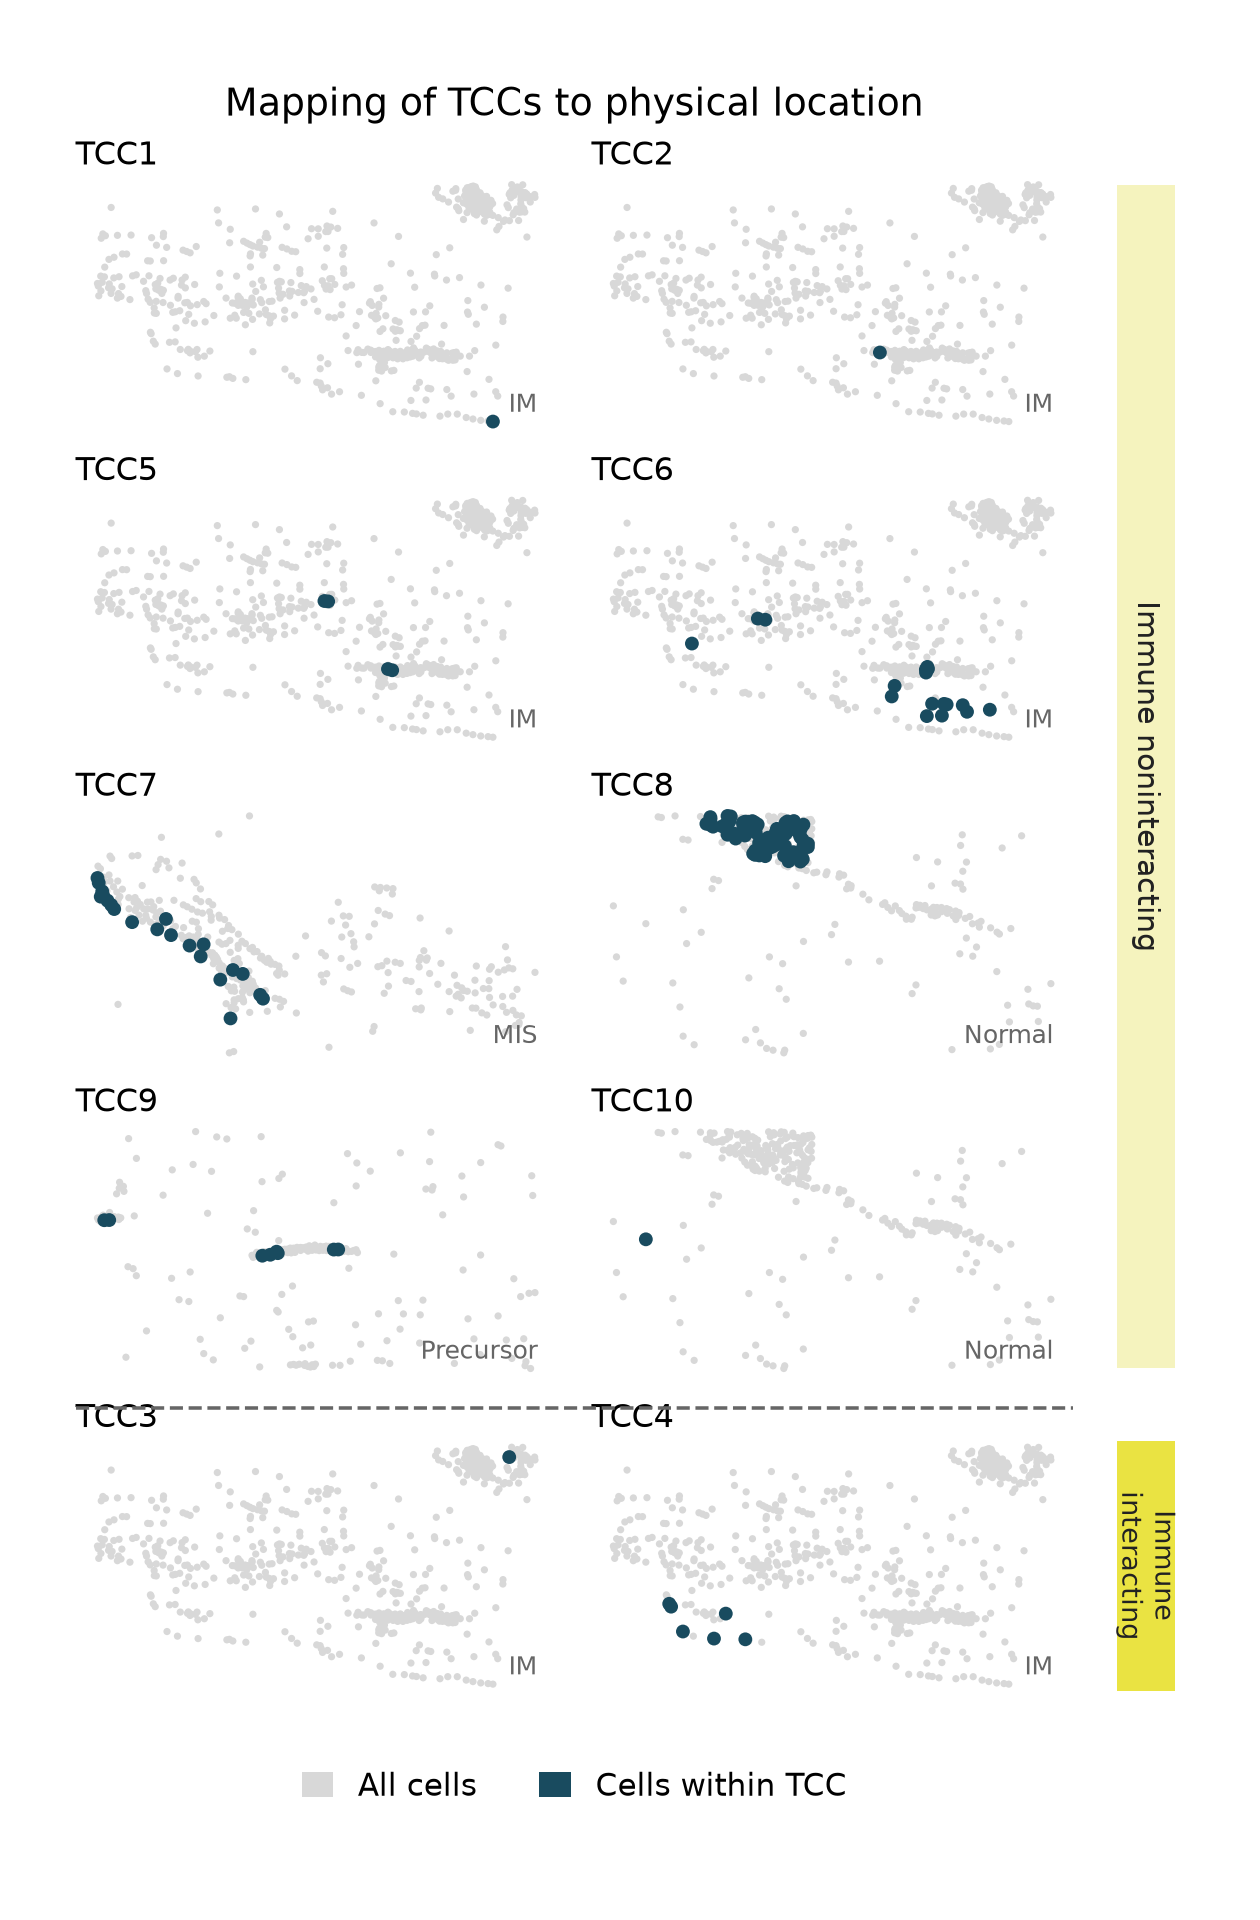 Mapping of TCCs to physical location
TCC1
TCC2
IM
IM
TCC5
TCC6
IM
IM
TCC7
TCC8
MIS
Normal
TCC9
TCC10
Precursor
Normal
Immune noninteracting
TCC3
TCC4
IM
IM
Immune
interacting
All cells
Cells within TCC